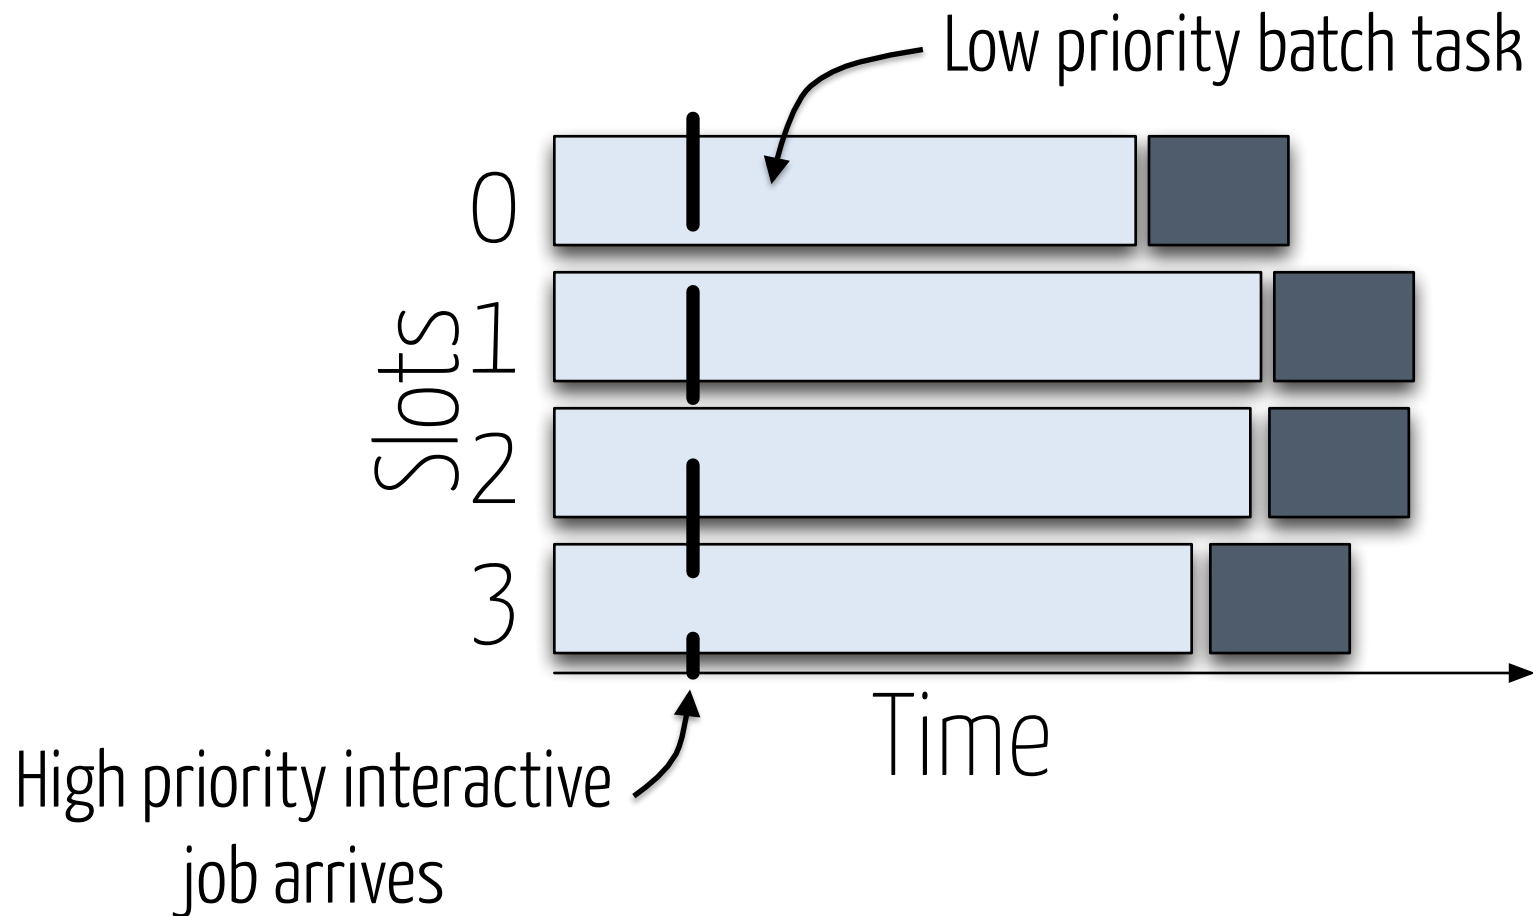 Low priority batch task
0
1
2
3
Slots
Time
High priority interactive
job arrives